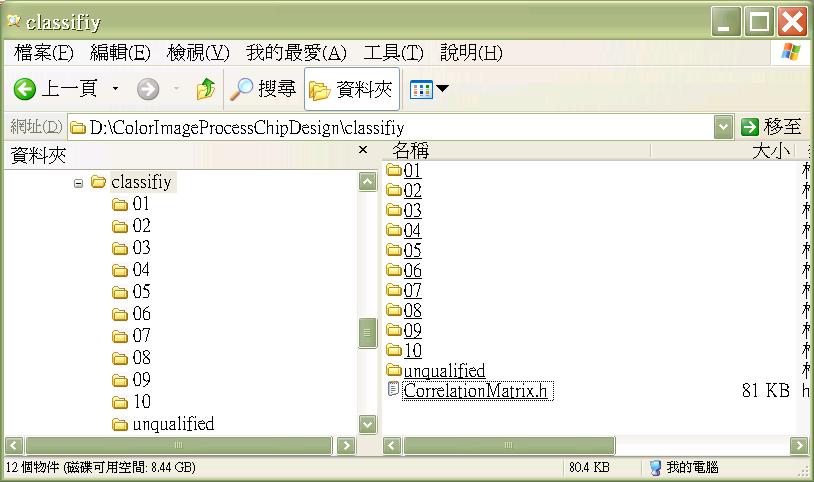 classifiy
檔案(F) 編輯(E) 檢視(V) 我的最愛(A) 工具(T) 說明(H)
上一頁 搜尋 資料夾
網址(D) D:\ColorImageProcessChipDesign\classifiy 移至
資料夾
classifiy
01
02
03
04
05
06
07
08
09
10
unqualified
名稱 大小
01
02
03
04
05
06
07
08
09
10
unqualified
CorrelationMatrix.h 81 KB h
12 個物件 (磁碟可用空間: 8.44 GB) 80.4 KB 我的電腦